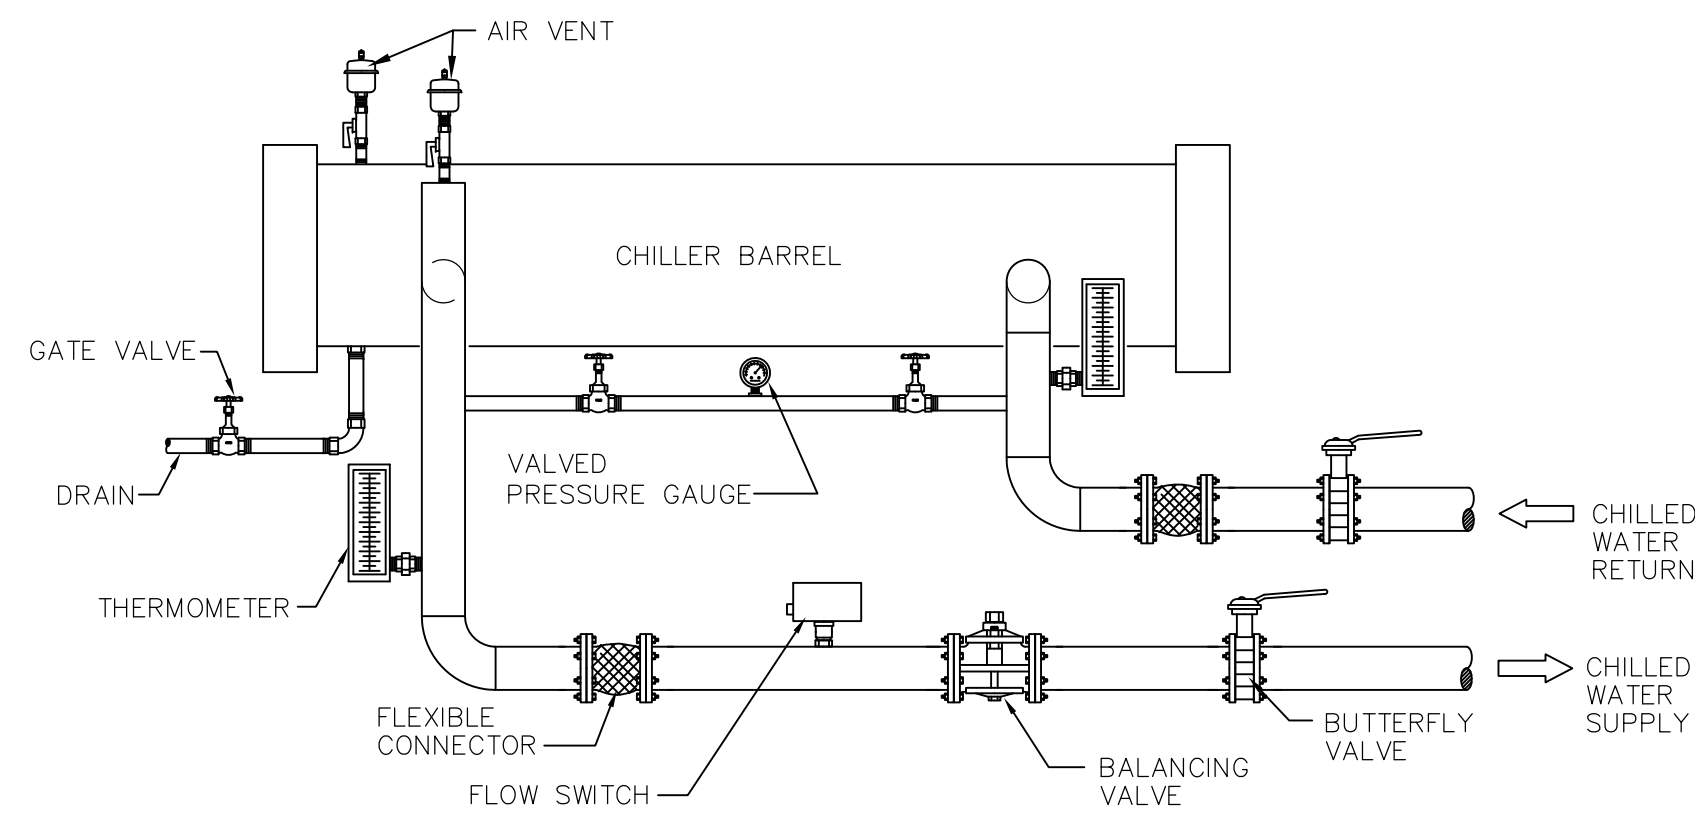 AIR VENT
CHILLER BARREL
GATE VALVE
DRAIN
VALVED
PRESSURE GAUGE
THERMOMETER
CHILLED
WATER
RETURN
CHILLED
WATER
SUPPLY
FLEXIBLE
CONNECTOR
BUTTERFLY
VALVE
BALANCING
VALVE
FLOW SWITCH